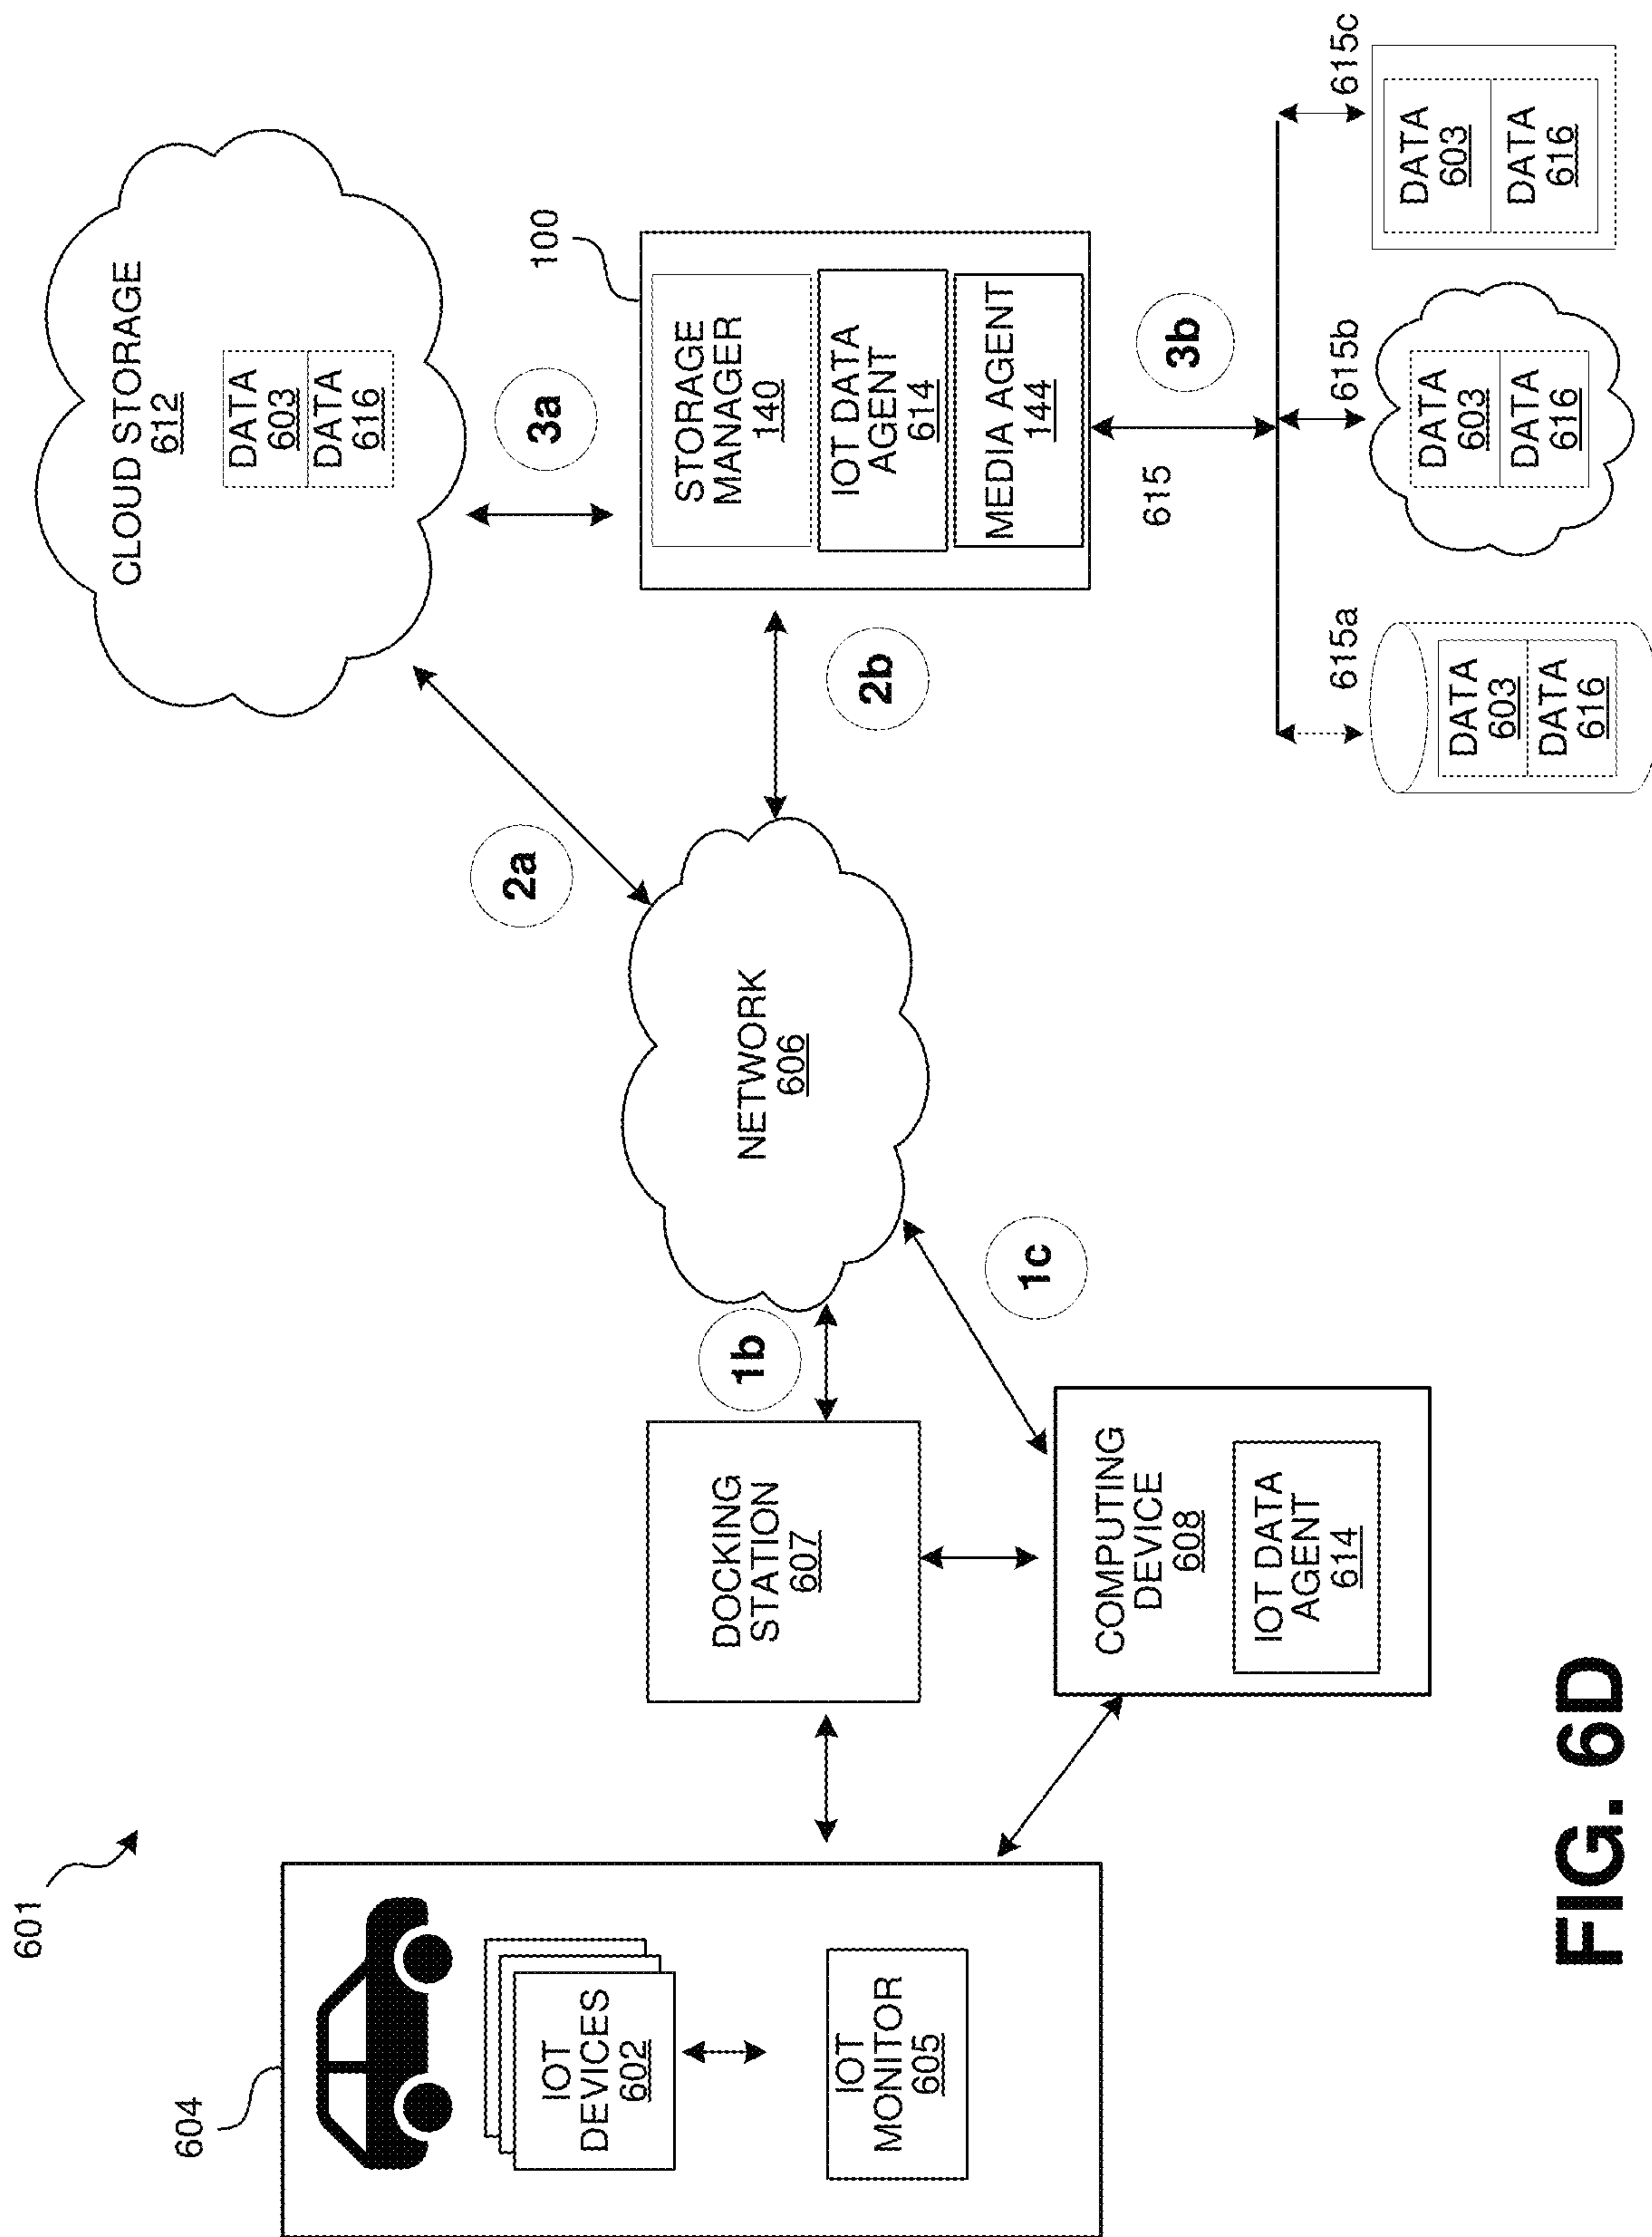 601
604
IOT
DEVICES
602
IOT
MONITOR
605
DOCKING
STATION
607
COMPUTING
DEVICE
608
IOT DATA
AGENT
614
1b
1c
NETWORK
606
2a
2b
CLOUD STORAGE
612
DATA
603
DATA
616
3a
100
STORAGE
MANAGER
140
IOT DATA
AGENT
614
MEDIA AGENT
144
615
3b
615a
DATA
603
DATA
616
615b
DATA
603
DATA
616
615c
DATA
603
DATA
616
FIG. 6D